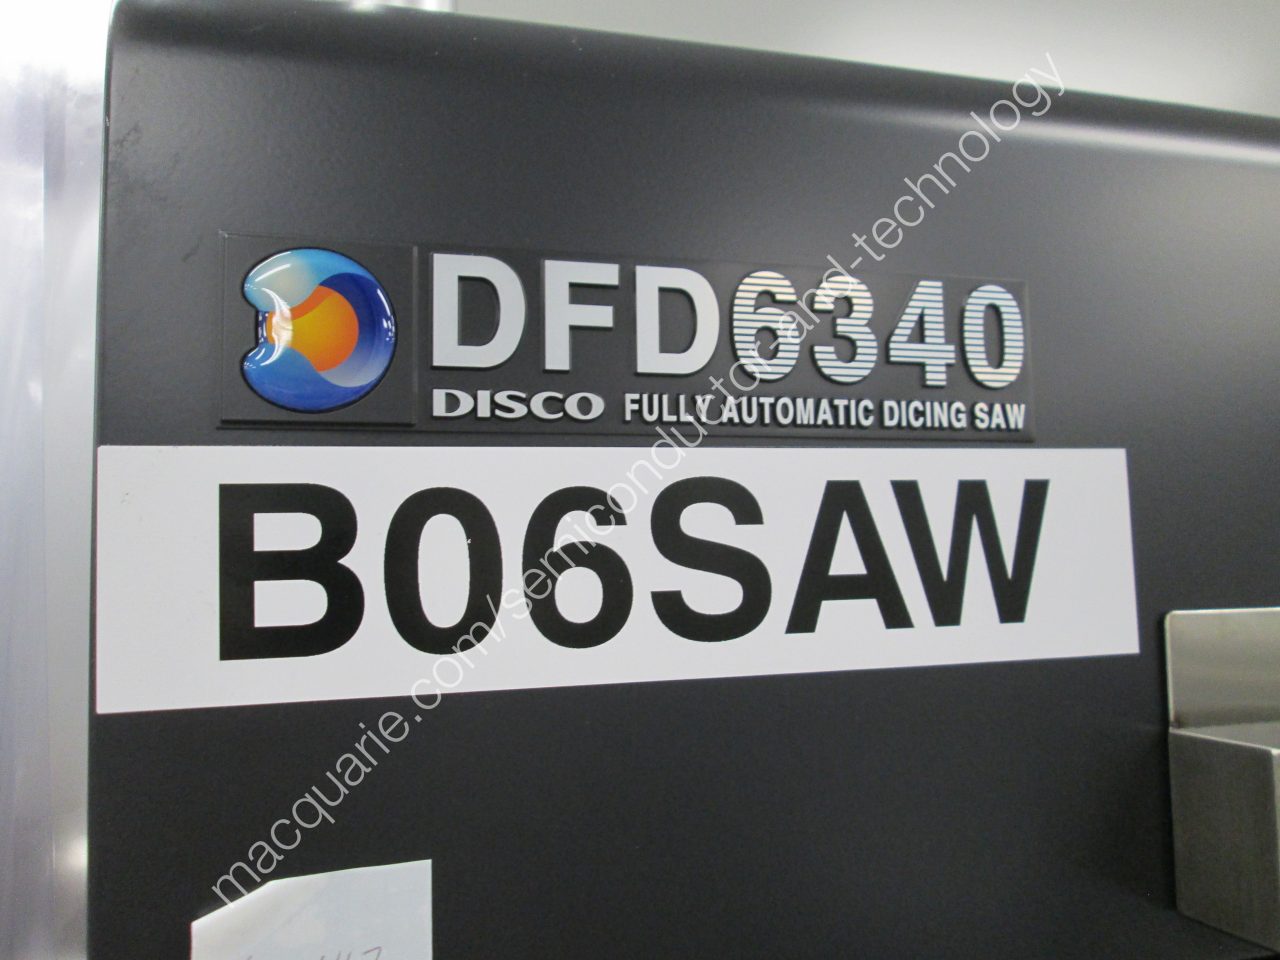 DFD6340
DISCO FULLY AUTOMATIC DICING SAW
B06SAW
macquarie.com/semiconductor-and-technology